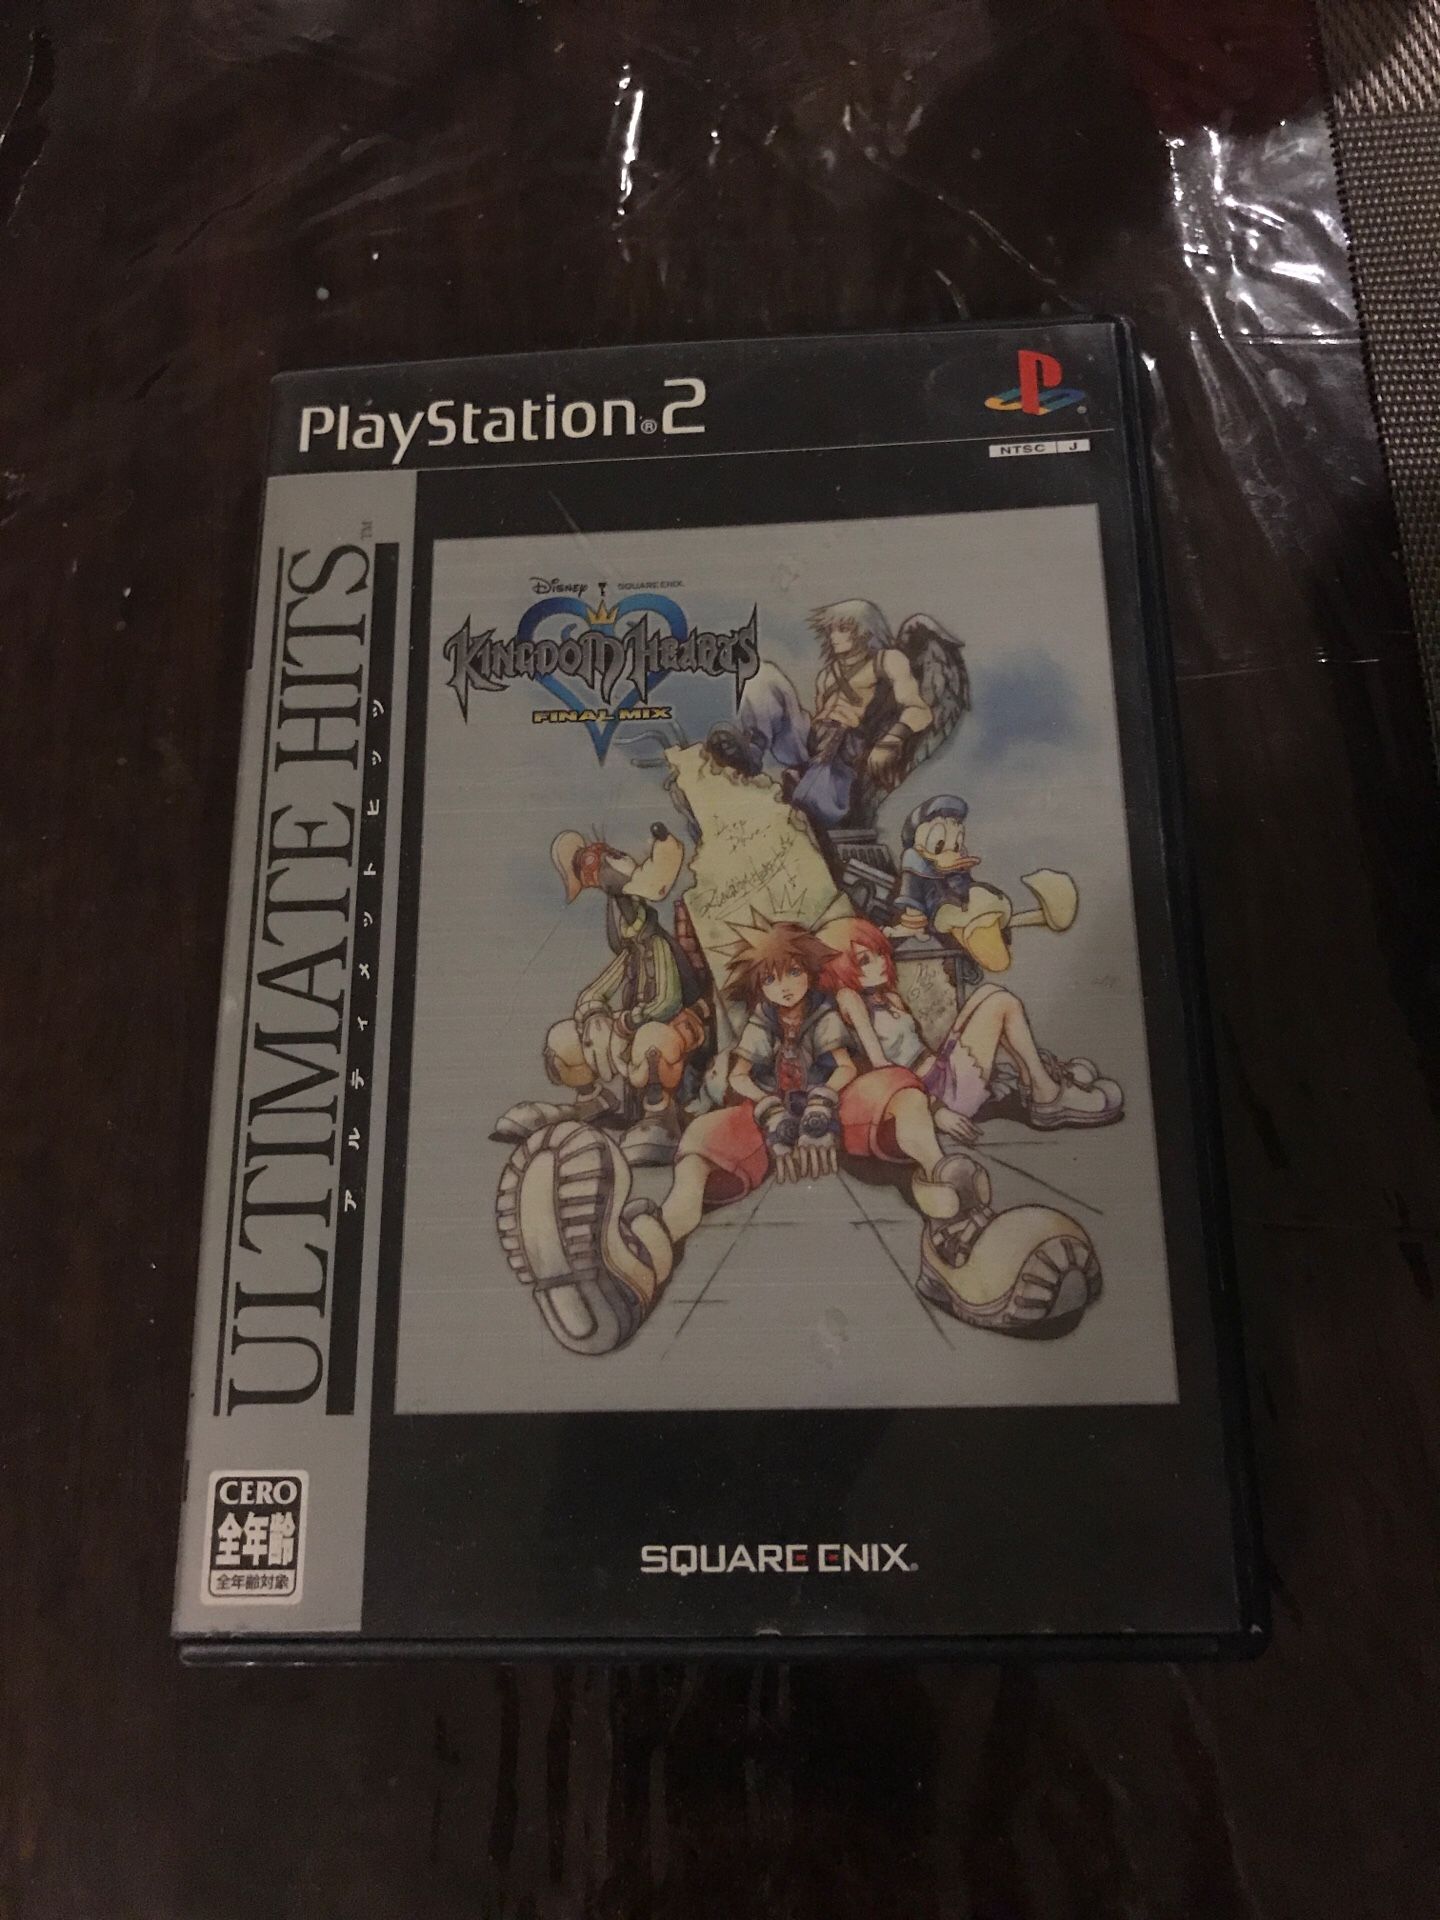 PlayStation®2
NTSC J
ULTIMATE HITS™
アルティメットヒッツ
Disney SQUARE ENIX.
KINGDOM HEARTS
FINAL MIX
CERO
全年齢
全年齢対象
SQUARE ENIX®